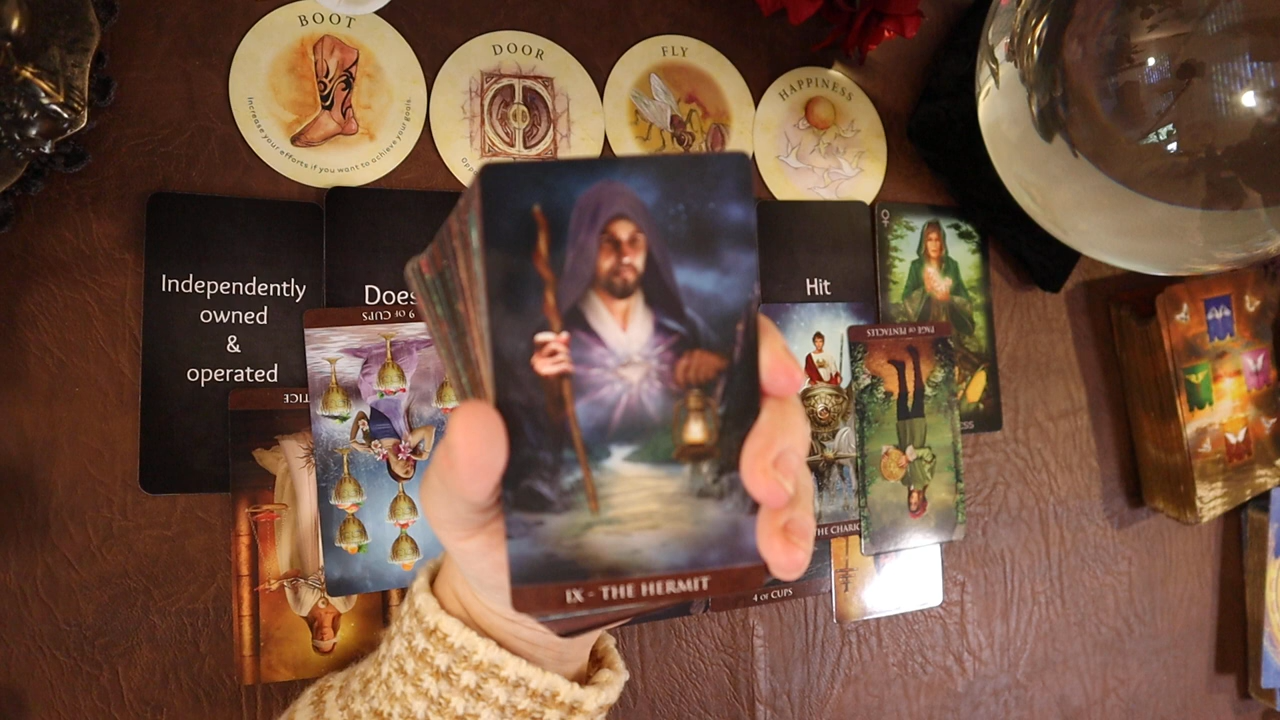 BOOT
Increase your efforts if you want to achieve your goals.
DOOR
FLY
HAPPINESS
Independently
owned
&
operated
Does
Hit
9 OF CUPS
PAGE OF PENTACLES
THE CHARIO
4 OF CUPS
IX - THE HERMIT